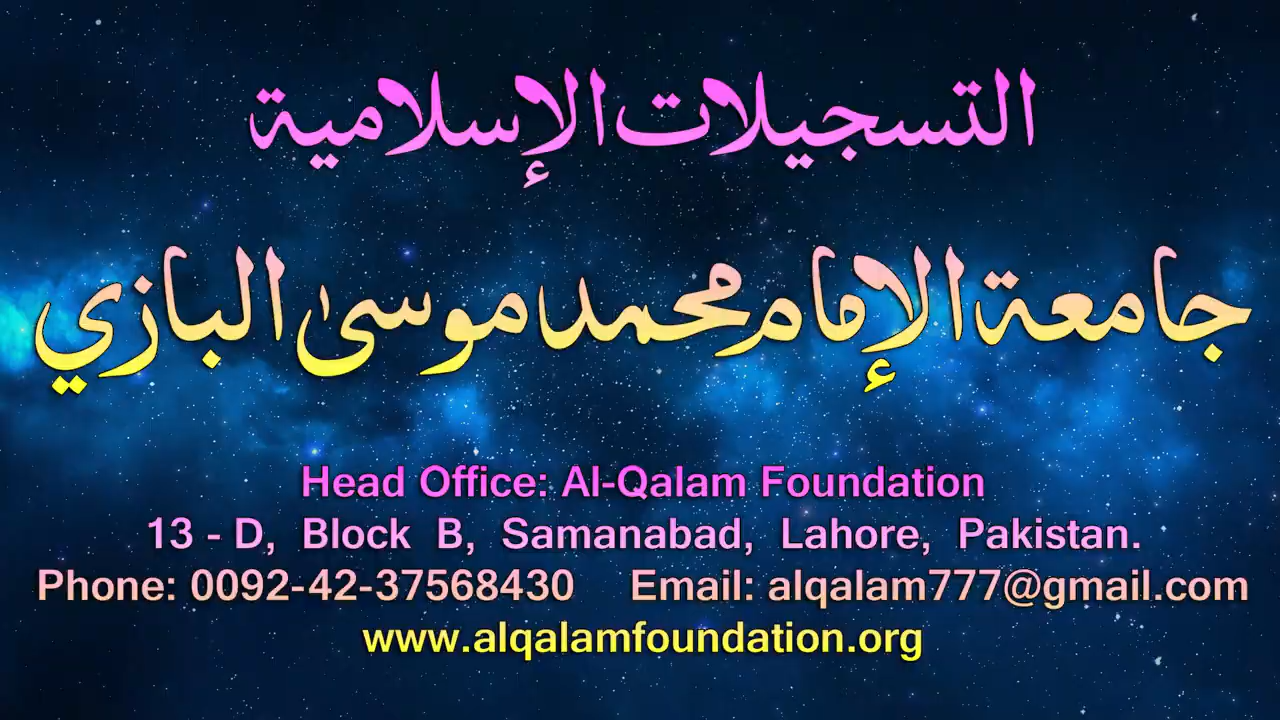 التسجيلات الإسلامية
جامعة الإمام محمد موسىٰ البازي
Head Office: Al-Qalam Foundation
13 - D, Block B, Samanabad, Lahore, Pakistan.
Phone: 0092-42-37568430 Email: alqalam777@gmail.com
www.alqalamfoundation.org